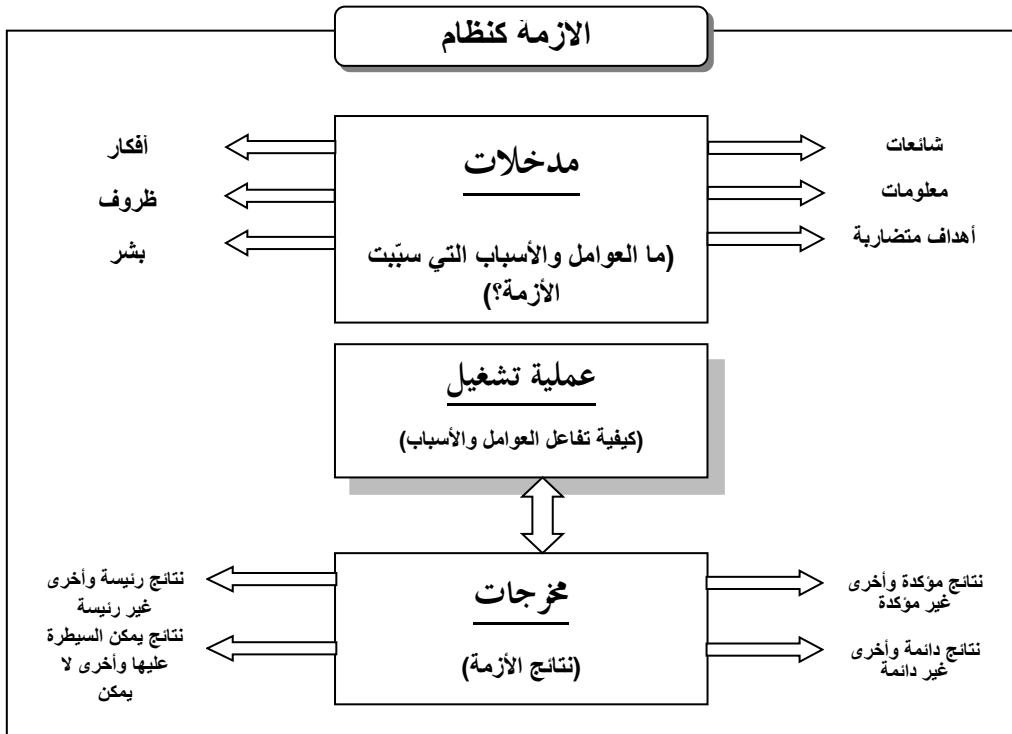 الازمة كنظام
مدخلات
(ما العوامل والأسباب التي سبّبت
الأزمة؟)
شائعات
معلومات
أهداف متضاربة
أفكار
ظروف
بشر
عملية تشغيل
(كيفية تفاعل العوامل والأسباب)
مخرجات
(نتائج الأزمة)
نتائج مؤكدة وأخرى
غير مؤكدة
نتائج دائمة وأخرى
غير دائمة
نتائج رئيسة وأخرى
غير رئيسة
نتائج يمكن السيطرة
عليها وأخرى لا
يمكن